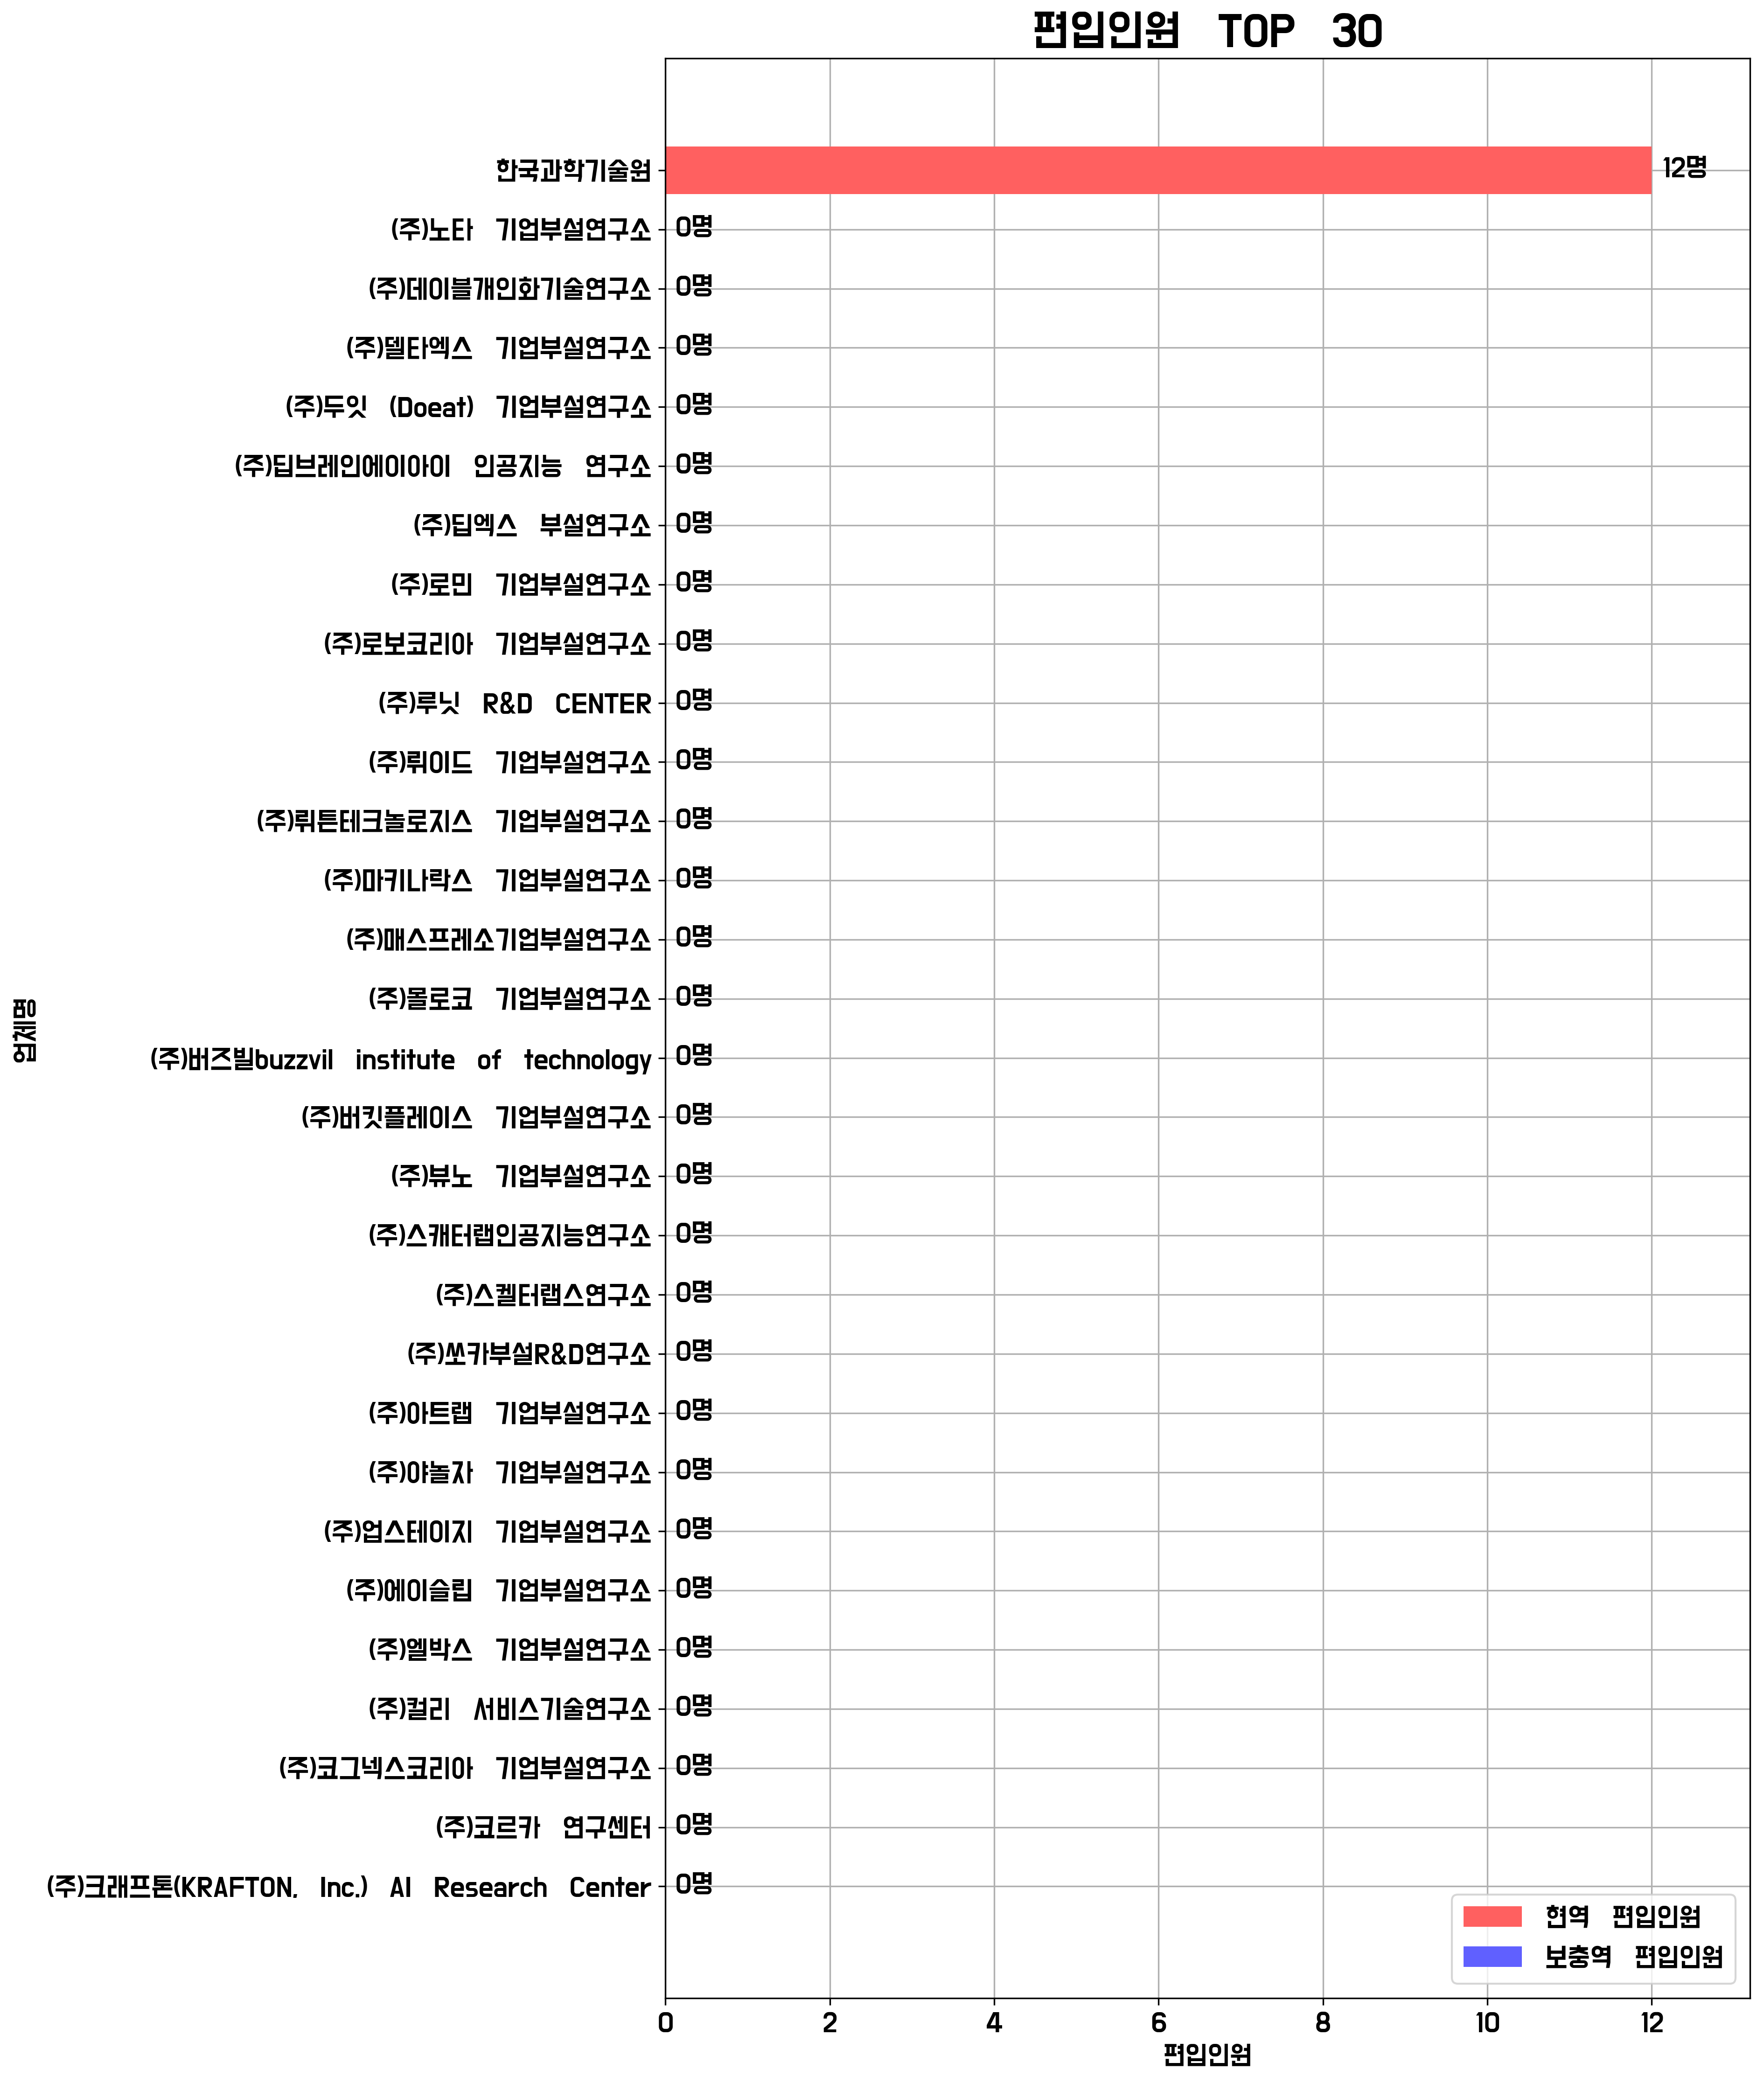 편입인원 TOP 30
한국과학기술원 12명
(주)노타 기업부설연구소 0명
(주)데이블개인화기술연구소 0명
(주)델타엑스 기업부설연구소 0명
(주)두잇 (Doeat) 기업부설연구소 0명
(주)딥브레인에이아이 인공지능 연구소 0명
(주)딥엑스 부설연구소 0명
(주)로민 기업부설연구소 0명
(주)로보코리아 기업부설연구소 0명
(주)루닛 R&D CENTER 0명
(주)뤼이드 기업부설연구소 0명
(주)뤼튼테크놀로지스 기업부설연구소 0명
(주)마키나락스 기업부설연구소 0명
(주)매스프레소기업부설연구소 0명
(주)몰로코 기업부설연구소 0명
(주)버즈빌buzzvil institute of technology 0명
(주)버킷플레이스 기업부설연구소 0명
(주)뷰노 기업부설연구소 0명
(주)스캐터랩인공지능연구소 0명
(주)스켈터랩스연구소 0명
(주)쏘카부설R&D연구소 0명
(주)아트랩 기업부설연구소 0명
(주)야놀자 기업부설연구소 0명
(주)업스테이지 기업부설연구소 0명
(주)에이슬립 기업부설연구소 0명
(주)엘박스 기업부설연구소 0명
(주)컬리 서비스기술연구소 0명
(주)코그넥스코리아 기업부설연구소 0명
(주)코르카 연구센터 0명
(주)크래프톤(KRAFTON, Inc.) AI Research Center 0명
업체명
현역 편입인원
보충역 편입인원
0 2 4 6 8 10 12
편입인원